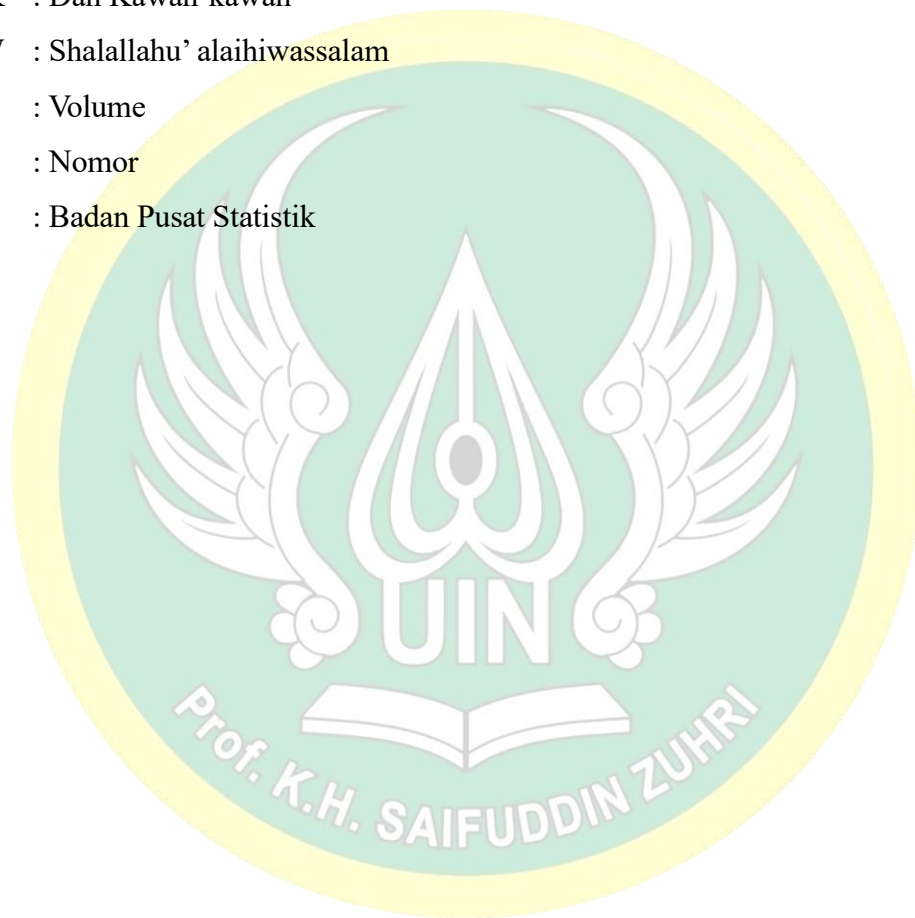 : Dan Kawan-kawan
: Shalallahu’ alaihiwassalam
: Volume
: Nomor
: Badan Pusat Statistik
UIN
Prof. K.H. SAIFUDDIN ZUHRI